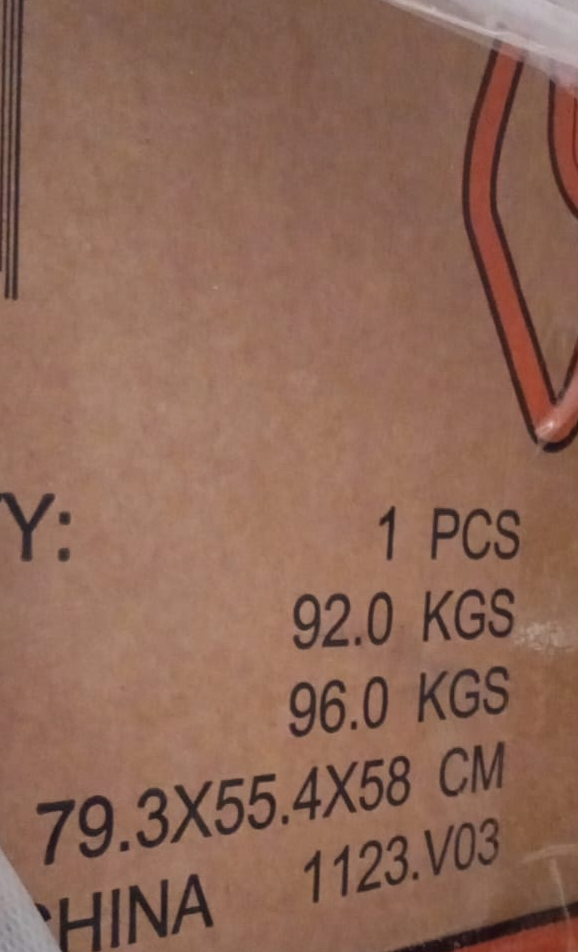 Y: 1 PCS
92.0 KGS
96.0 KGS
79.3X55.4X58 CM
HINA 1123.V03